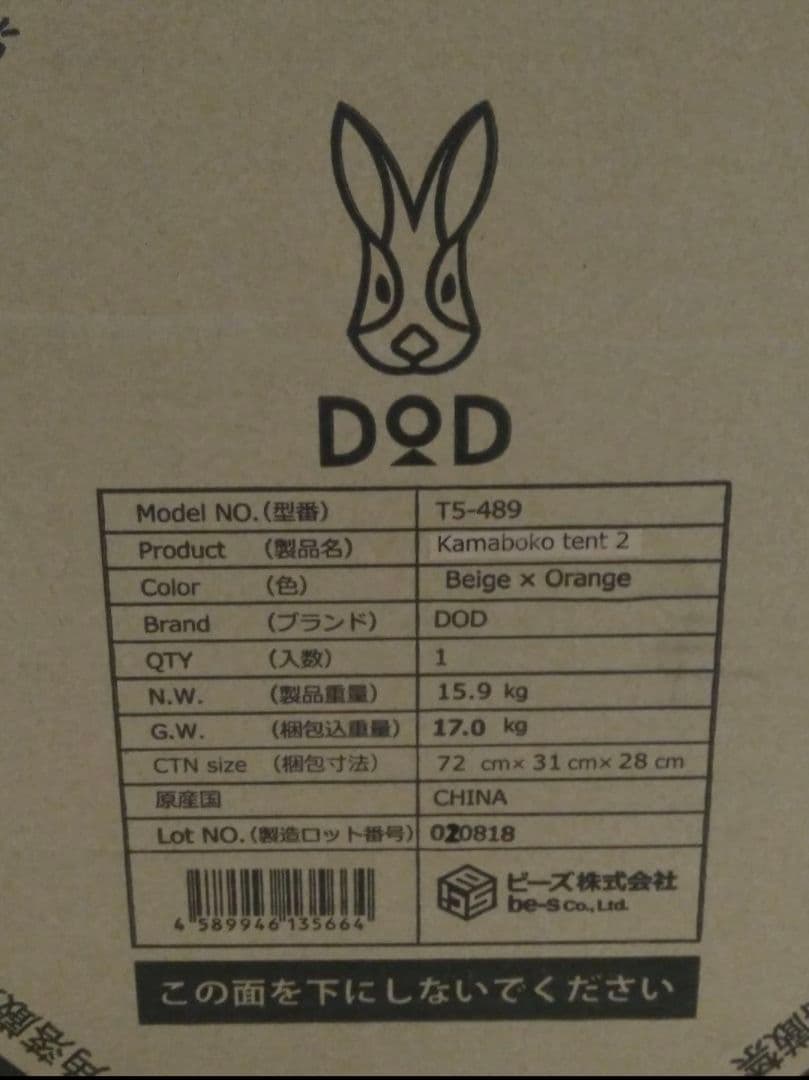 DOD
Model NO.(型番) T5-489
Product (製品名) Kamaboko tent 2
Color (色) Beige × Orange
Brand (ブランド) DOD
QTY (入数) 1
N.W. (製品重量) 15.9 kg
G.W. (梱包込重量) 17.0 kg
CTN size (梱包寸法) 72 cm× 31 cm× 28 cm
原産国 CHINA
Lot NO.(製造ロット番号) 020818
4 589946 135664
ビーズ株式会社
be-s Co., Ltd.
この面を下にしないでください
角落厳
厳禁